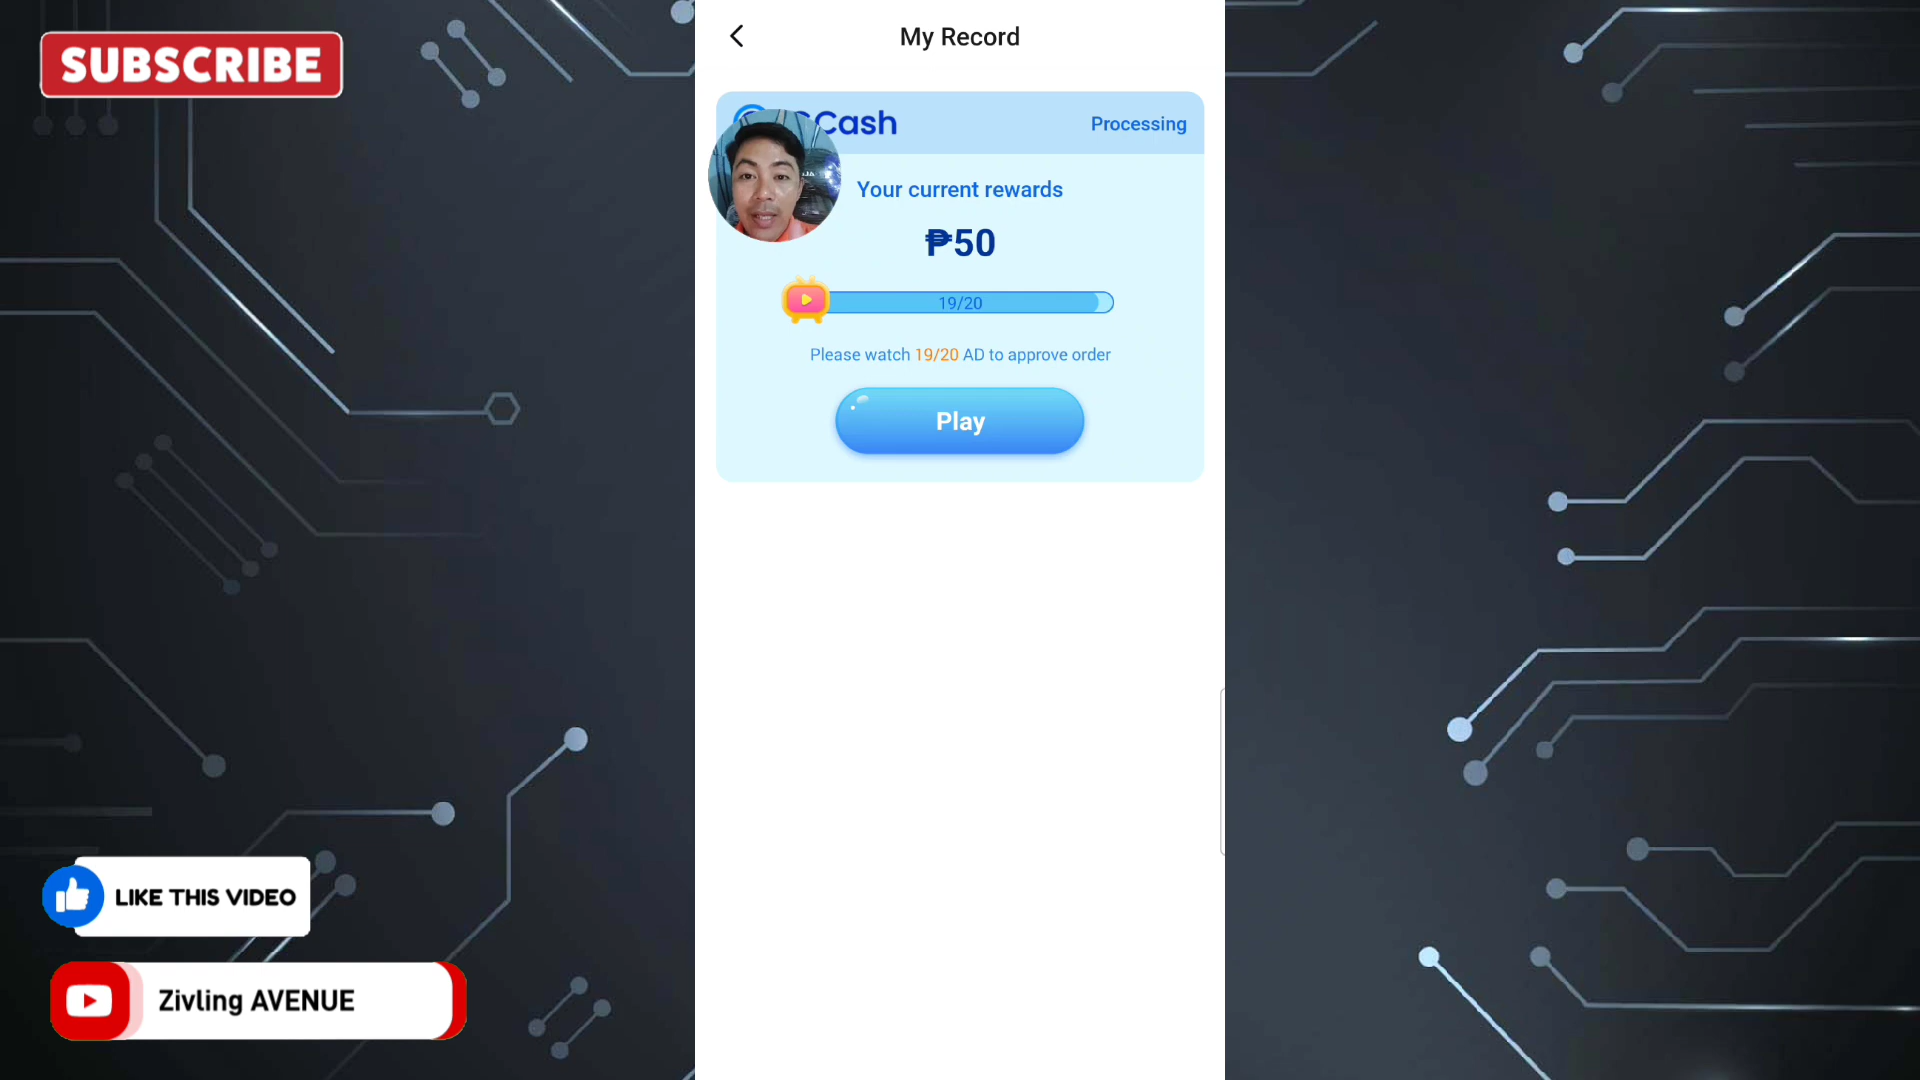 SUBSCRIBE
My Record
Cash
Processing
Your current rewards
₱50
19/20
Please watch 19/20 AD to approve order
Play
LIKE THIS VIDEO
Zivling AVENUE